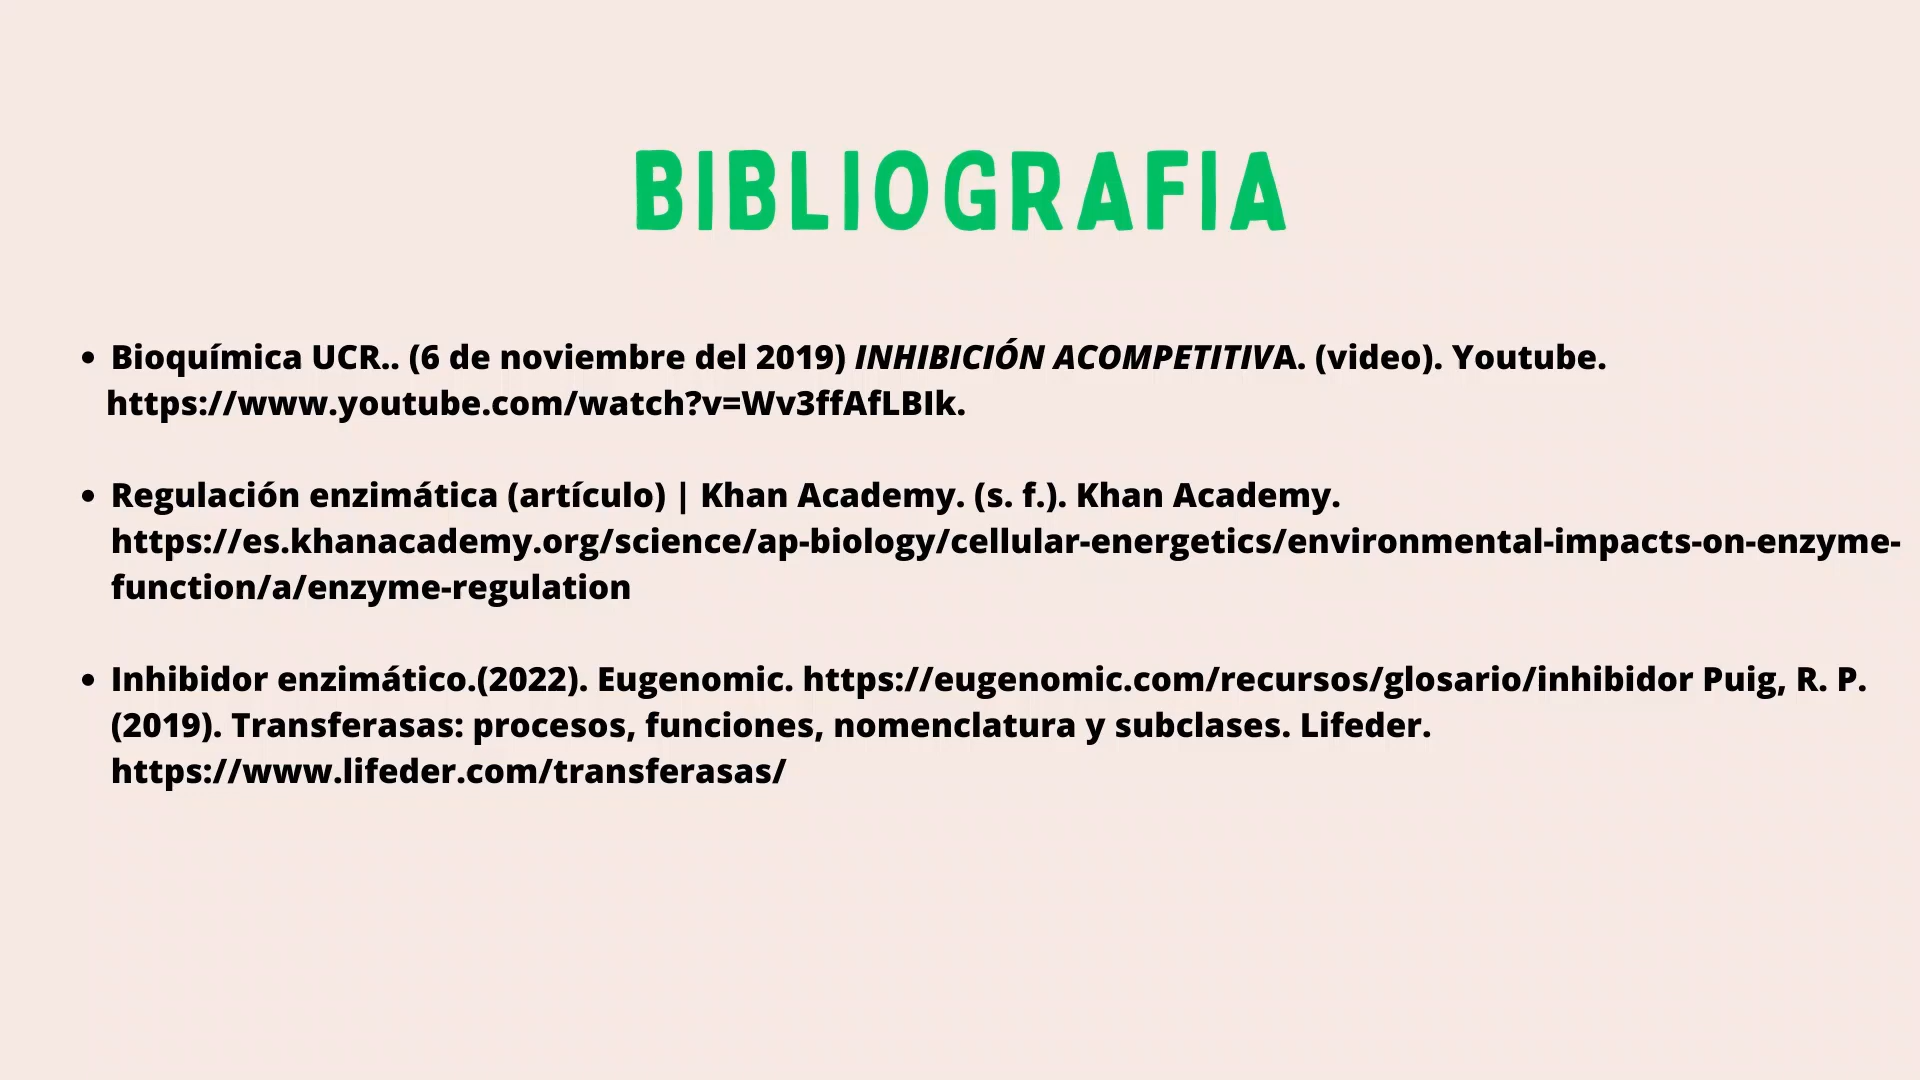 BIBLIOGRAFIA
• Bioquímica UCR.. (6 de noviembre del 2019) INHIBICIÓN ACOMPETITIVA. (video). Youtube.
https://www.youtube.com/watch?v=Wv3ffAfLBIk.
• Regulación enzimática (artículo) | Khan Academy. (s. f.). Khan Academy.
https://es.khanacademy.org/science/ap-biology/cellular-energetics/environmental-impacts-on-enzyme-
function/a/enzyme-regulation
• Inhibidor enzimático.(2022). Eugenomic. https://eugenomic.com/recursos/glosario/inhibidor Puig, R. P.
(2019). Transferasas: procesos, funciones, nomenclatura y subclases. Lifeder.
https://www.lifeder.com/transferasas/